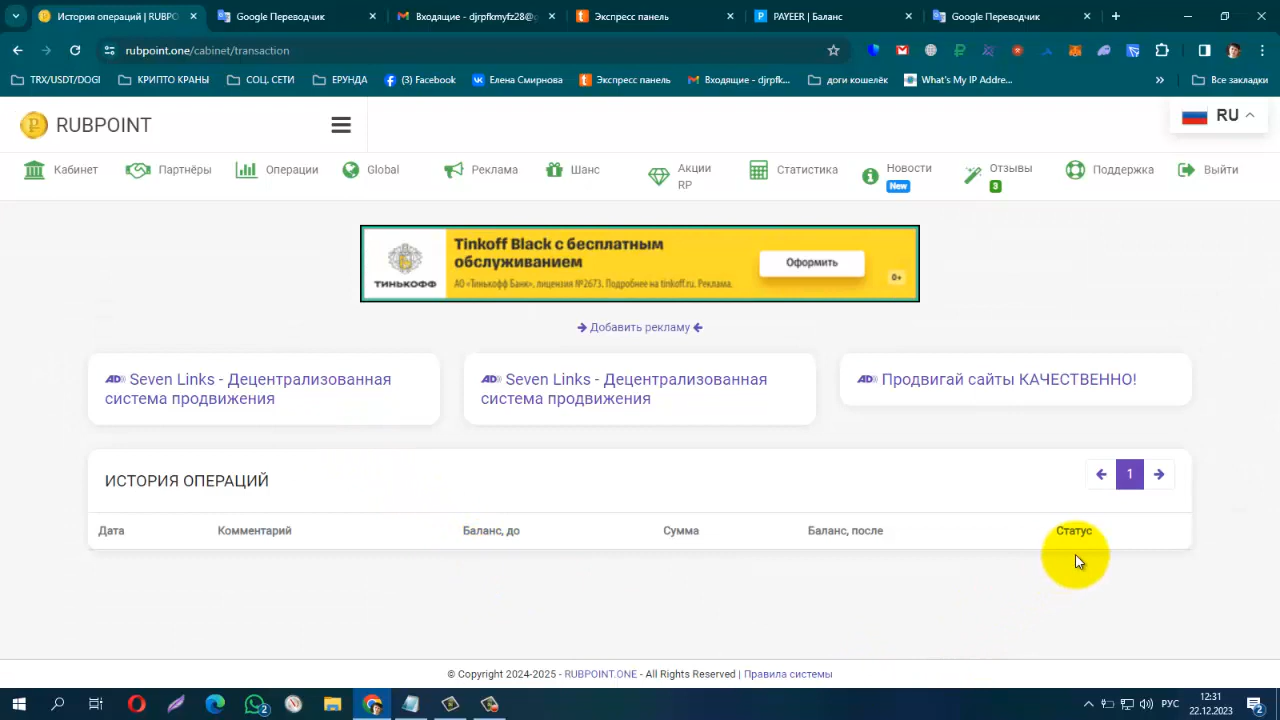 История операций | RUBPO
Google Переводчик
Входящие - djrpfkmyfz28@
Экспресс панель
PAYEER | Баланс
Google Переводчик
rubpoint.one/cabinet/transaction
TRX/USDT/DOGI
КРИПТО КРАНЫ
СОЦ. СЕТИ
ЕРУНДА
(3) Facebook
Елена Смирнова
Экспресс панель
Входящие - djrpfk...
доги кошелёк
What's My IP Addre...
»
Все закладки
RUBPOINT
RU
Кабинет
Партнёры
Операции
Global
Реклама
Шанс
Акции
RP
Статистика
Новости
New
Отзывы
3
Поддержка
Выйти
ТИНЬКОФФ
Tinkoff Black с бесплатным
обслуживанием
АО «Тинькофф Банк», лицензия №2673. Подробнее на tinkoff.ru. Реклама.
Оформить
0+
Добавить рекламу
AD Seven Links - Децентрализованная
система продвижения
AD Seven Links - Децентрализованная
система продвижения
AD Продвигай сайты КАЧЕСТВЕННО!
ИСТОРИЯ ОПЕРАЦИЙ
1
Дата Комментарий Баланс, до Сумма Баланс, после Статус
© Copyright 2024-2025 - RUBPOINT.ONE - All Rights Reserved | Правила системы
2
РУС
12:31
22.12.2023
2